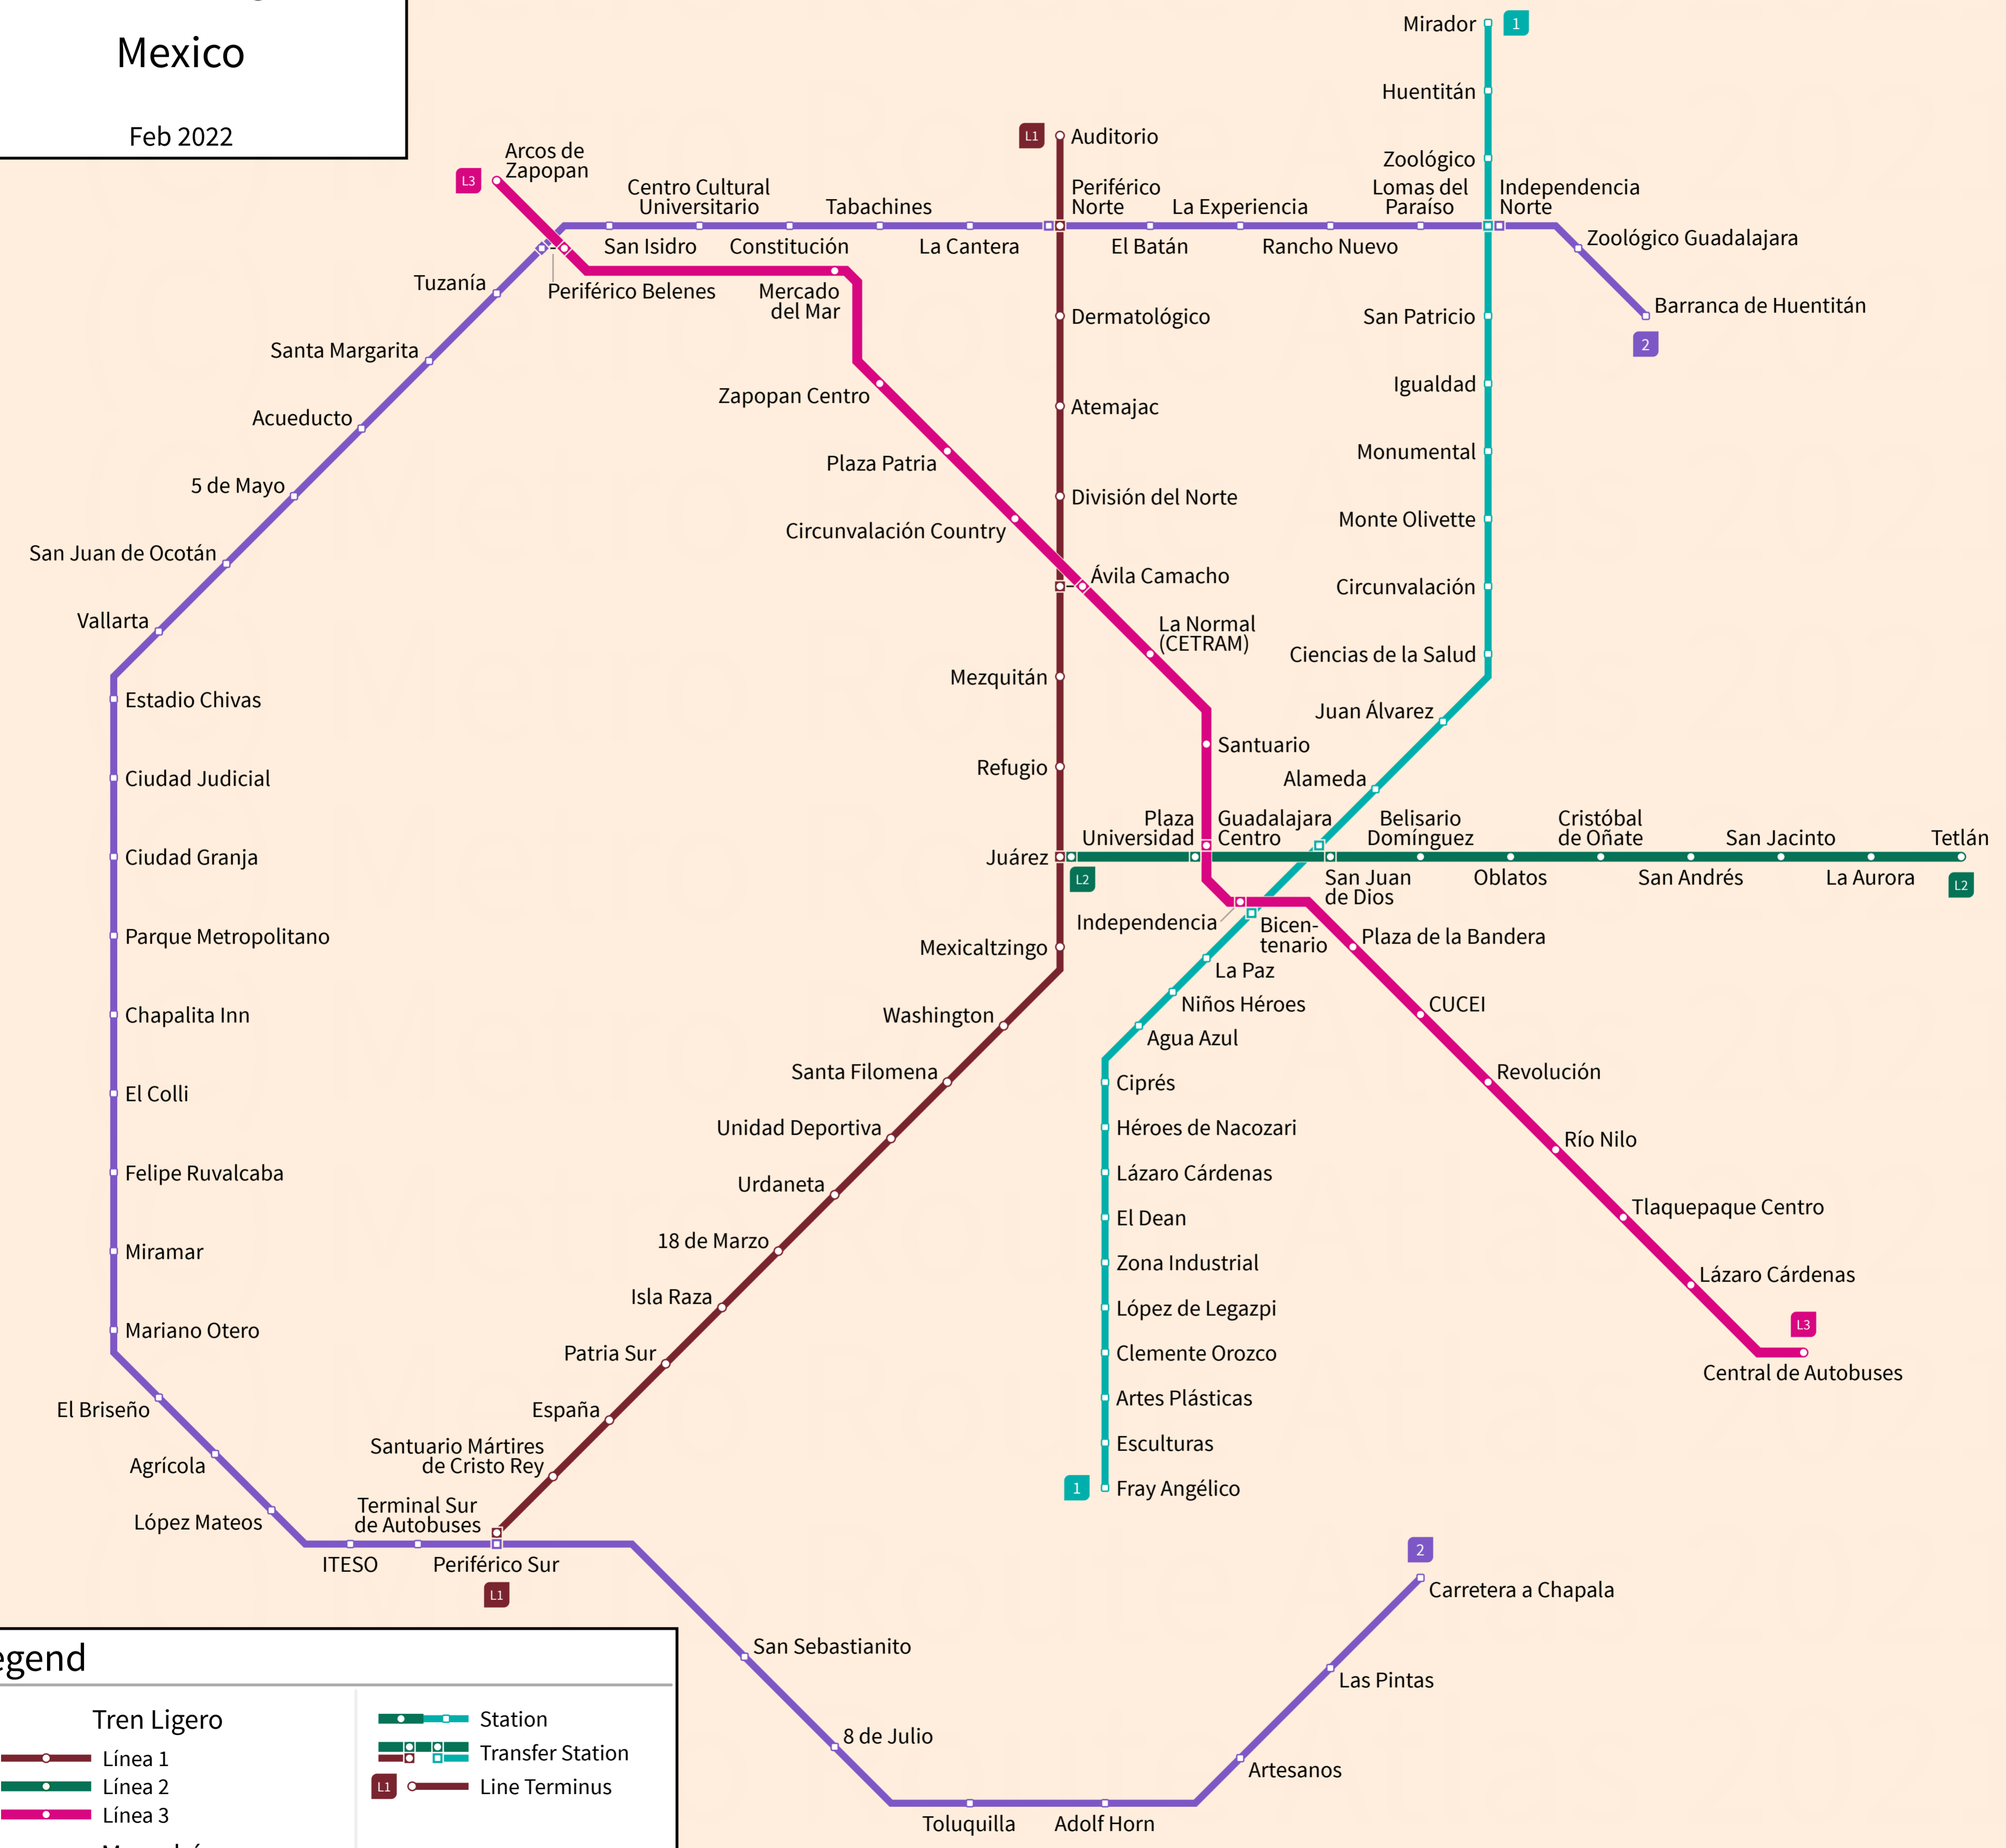 Mexico
Feb 2022
Mirador
1
Huentitán
Zoológico
Lomas del
Paraíso
Independencia
Norte
L1
Auditorio
Periférico
Norte
La Experiencia
El Batán
Rancho Nuevo
Zoológico Guadalajara
Barranca de Huentitán
2
Arcos de
Zapopan
L3
Centro Cultural
Universitario
Tabachines
San Isidro
Constitución
La Cantera
Periférico Belenes
Mercado
del Mar
Tuzanía
Santa Margarita
Acueducto
5 de Mayo
San Juan de Ocotán
Vallarta
Dermatológico
San Patricio
Zapopan Centro
Atemajac
Igualdad
Plaza Patria
Monumental
División del Norte
Circunvalación Country
Monte Olivette
Ávila Camacho
Circunvalación
La Normal
(CETRAM)
Ciencias de la Salud
Mezquitán
Juan Álvarez
Santuario
Refugio
Alameda
Estadio Chivas
Ciudad Judicial
Ciudad Granja
Parque Metropolitano
Chapalita Inn
El Colli
Felipe Ruvalcaba
Miramar
Mariano Otero
Plaza
Universidad
Guadalajara
Centro
Belisario
Domínguez
Cristóbal
de Oñate
San Jacinto
Tetlán
Juárez
L2
San Juan
de Dios
Oblatos
San Andrés
La Aurora
L2
Independencia
Bicen-
tenario
Plaza de la Bandera
Mexicaltzingo
La Paz
Niños Héroes
CUCEI
Washington
Agua Azul
Santa Filomena
Ciprés
Revolución
Unidad Deportiva
Héroes de Nacozari
Río Nilo
Urdaneta
Lázaro Cárdenas
El Dean
Tlaquepaque Centro
18 de Marzo
Zona Industrial
Lázaro Cárdenas
Isla Raza
López de Legazpi
L3
Patria Sur
Clemente Orozco
Central de Autobuses
España
Artes Plásticas
El Briseño
Santuario Mártires
de Cristo Rey
Esculturas
Agrícola
1
Fray Angélico
López Mateos
Terminal Sur
de Autobuses
ITESO
Periférico Sur
L1
2
Carretera a Chapala
San Sebastianito
Las Pintas
8 de Julio
Artesanos
Toluquilla
Adolf Horn
egend
Tren Ligero
Línea 1
Línea 2
Línea 3
Station
Transfer Station
L1
Line Terminus